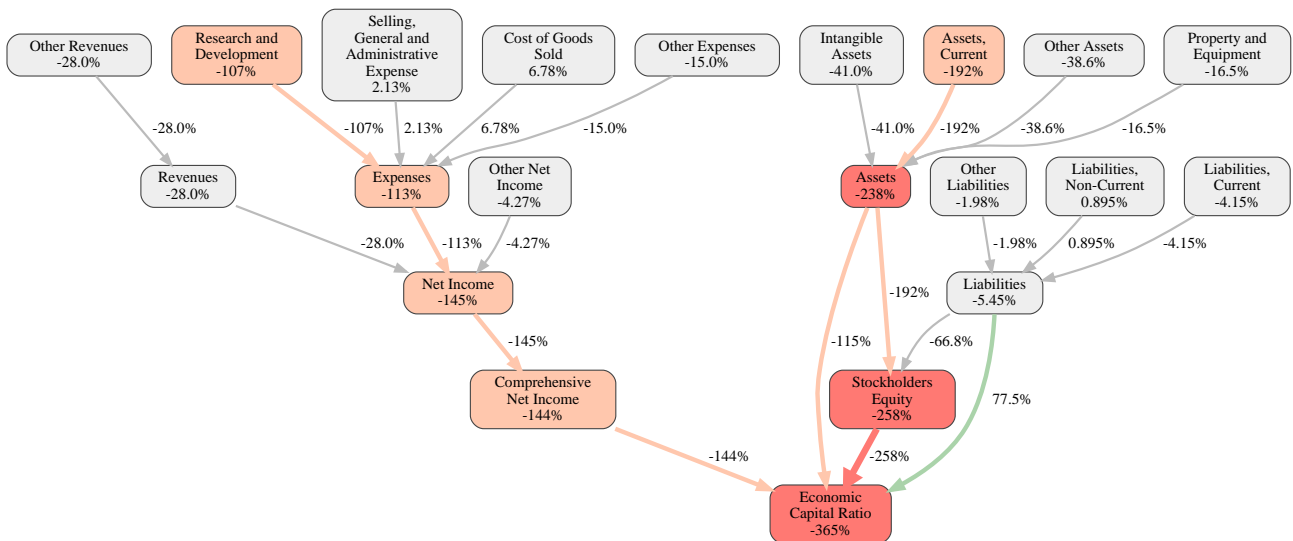 Other Revenues
-28.0%
Research and
Development
-107%
Selling,
General and
Administrative
Expense
2.13%
Cost of Goods
Sold
6.78%
Other Expenses
-15.0%
Intangible
Assets
-41.0%
Assets,
Current
-192%
Other Assets
-38.6%
Property and
Equipment
-16.5%
-28.0%
-107%
2.13%
6.78%
-15.0%
-41.0%
-192%
-38.6%
-16.5%
Revenues
-28.0%
Expenses
-113%
Other Net
Income
-4.27%
Assets
-238%
Other
Liabilities
-1.98%
Liabilities,
Non-Current
0.895%
Liabilities,
Current
-4.15%
-28.0%
-113%
-4.27%
-1.98%
0.895%
-4.15%
Net Income
-145%
-192%
Liabilities
-5.45%
-145%
-115%
-66.8%
Comprehensive
Net Income
-144%
Stockholders
Equity
-258%
77.5%
-144%
-258%
Economic
Capital Ratio
-365%